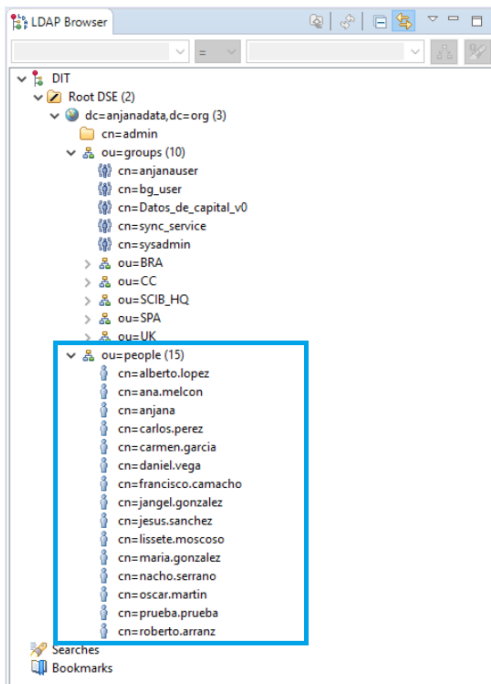 LDAP Browser
=
DIT
Root DSE (2)
dc=anjanadata,dc=org (3)
cn=admin
ou=groups (10)
cn=anjanauser
cn=bg_user
cn=Datos_de_capital_v0
cn=sync_service
cn=sysadmin
ou=BRA
ou=CC
ou=SCIB_HQ
ou=SPA
ou=UK
ou=people (15)
cn=alberto.lopez
cn=ana.melcon
cn=anjana
cn=carlos.perez
cn=carmen.garcia
cn=daniel.vega
cn=francisco.camacho
cn=jangel.gonzalez
cn=jesus.sanchez
cn=lissete.moscoso
cn=maria.gonzalez
cn=nacho.serrano
cn=oscar.martin
cn=prueba.prueba
cn=roberto.arranz
Searches
Bookmarks